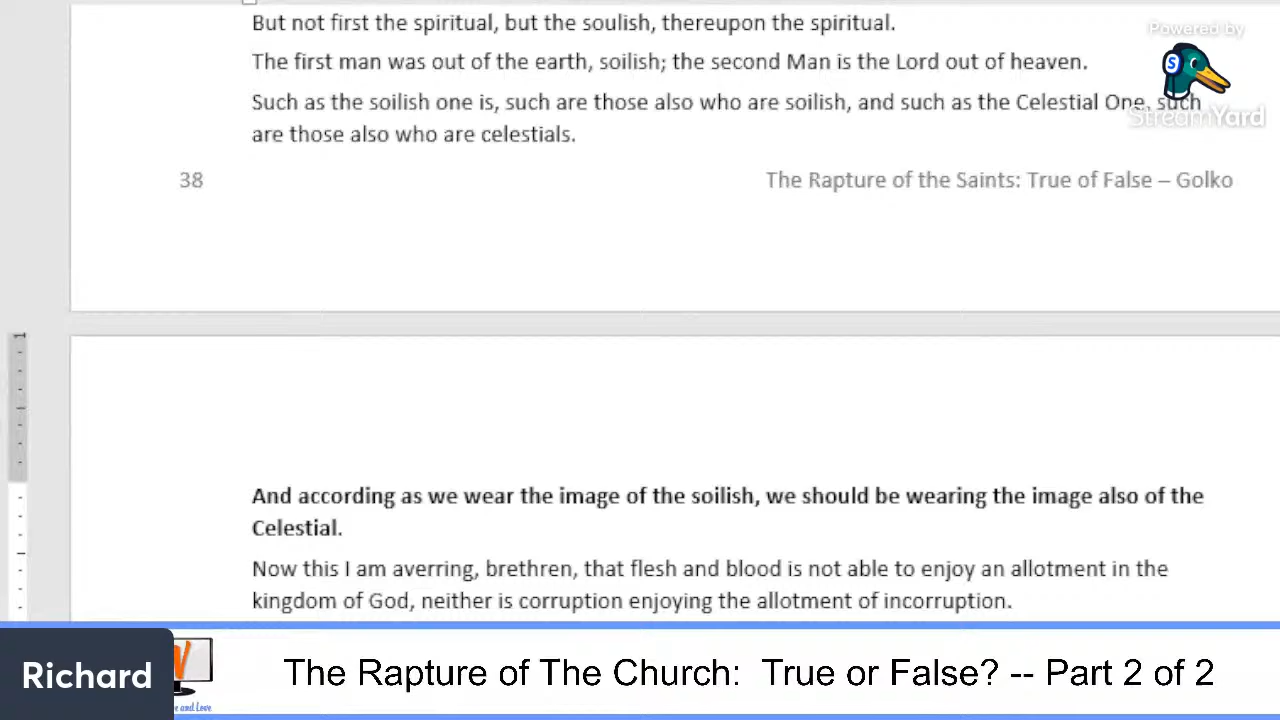 But not first the spiritual, but the soulish, thereupon the spiritual.
The first man was out of the earth, soilish; the second Man is the Lord out of heaven.
Such as the soilish one is, such are those also who are soilish, and such as the Celestial One, such
are those also who are celestials.
Powered by
S
StreamYard
38
The Rapture of the Saints: True of False – Golko
1
And according as we wear the image of the soilish, we should be wearing the image also of the
Celestial.
Now this I am averring, brethren, that flesh and blood is not able to enjoy an allotment in the
kingdom of God, neither is corruption enjoying the allotment of incorruption.
Richard
The Rapture of The Church: True or False? -- Part 2 of 2
and Love